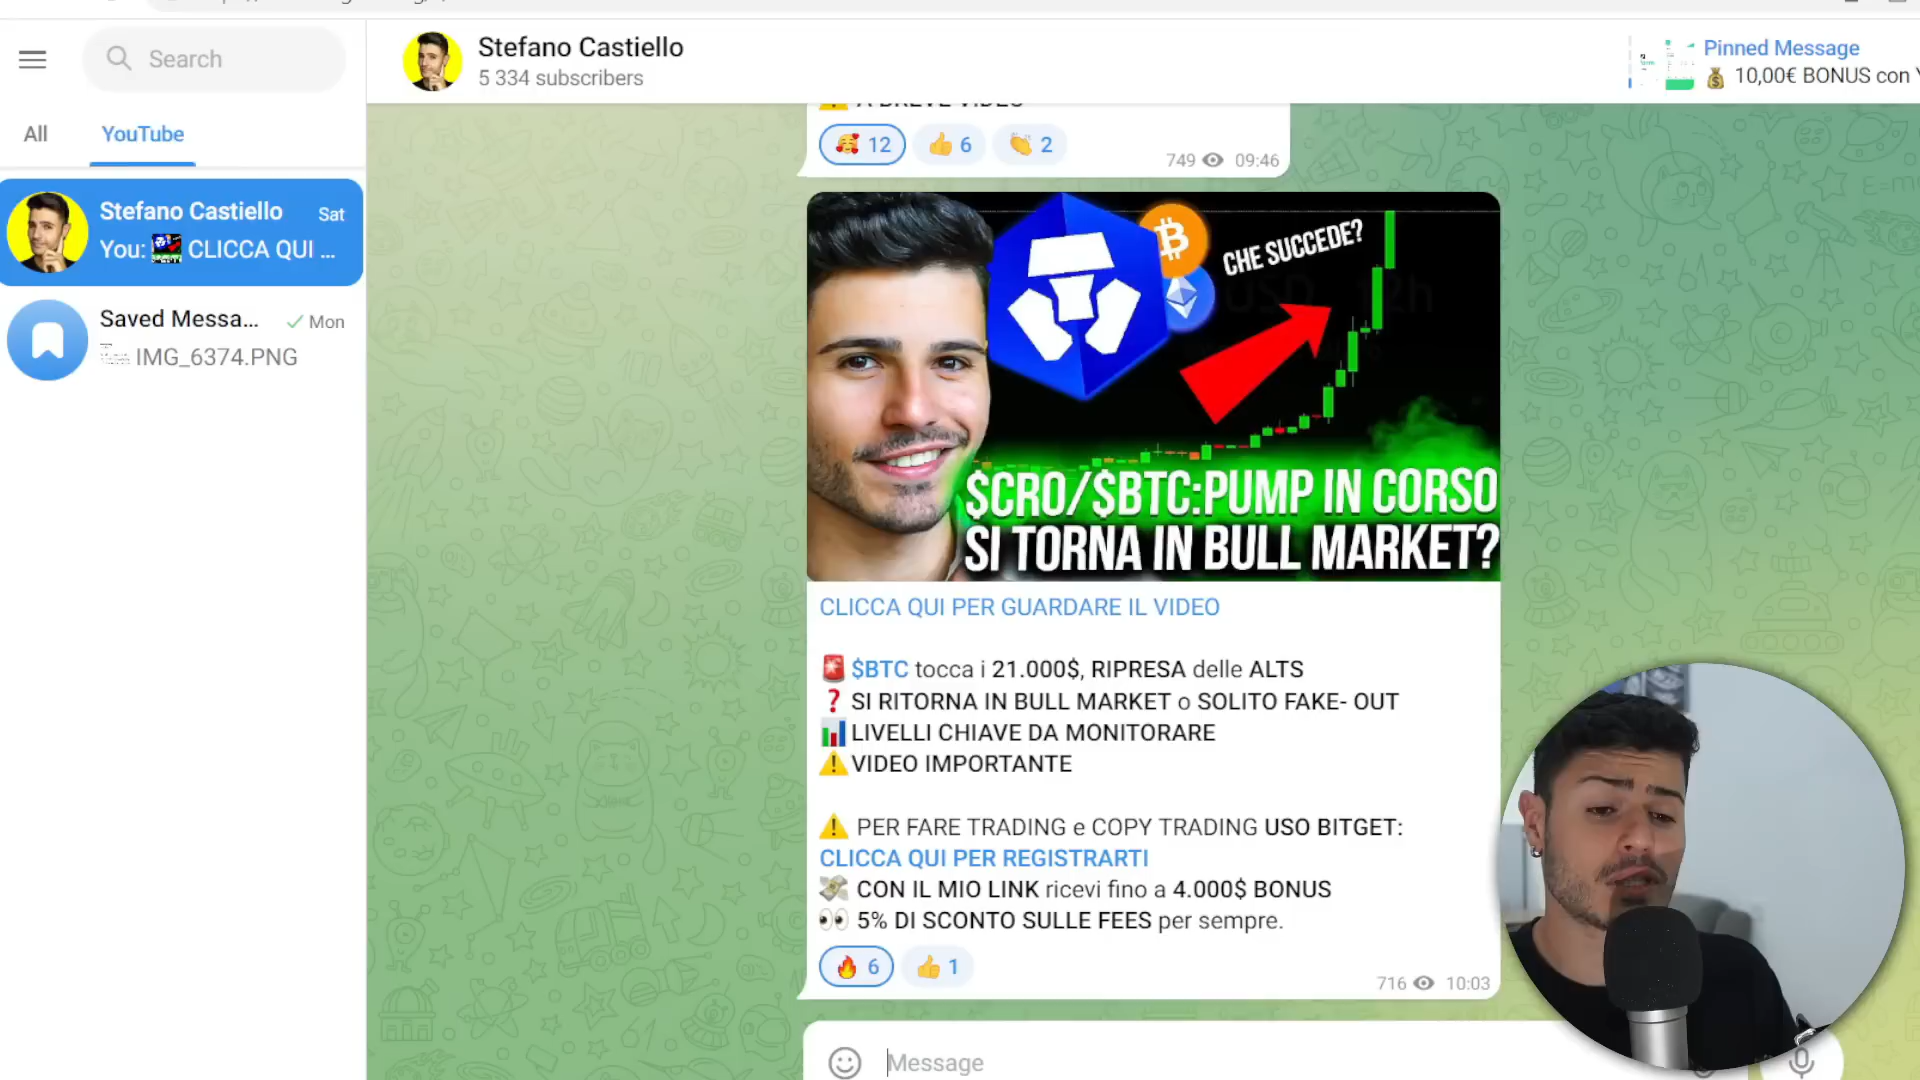 Search
Stefano Castiello
5 334 subscribers
Pinned Message
10,00€ BONUS con
All
YouTube
Stefano Castiello
Sat
You: CLICCA QUI ...
Saved Messa...
Mon
IMG_6374.PNG
A BREVE VIDEO
12
6
2
749
09:46
CHE SUCCEDE?
$CRO/$BTC:PUMP IN CORSO
SI TORNA IN BULL MARKET?
CLICCA QUI PER GUARDARE IL VIDEO
$BTC tocca i 21.000$, RIPRESA delle ALTS
SI RITORNA IN BULL MARKET o SOLITO FAKE- OUT
LIVELLI CHIAVE DA MONITORARE
VIDEO IMPORTANTE
PER FARE TRADING e COPY TRADING USO BITGET:
CLICCA QUI PER REGISTRARTI
CON IL MIO LINK ricevi fino a 4.000$ BONUS
5% DI SCONTO SULLE FEES per sempre.
6
1
716
10:03
Message